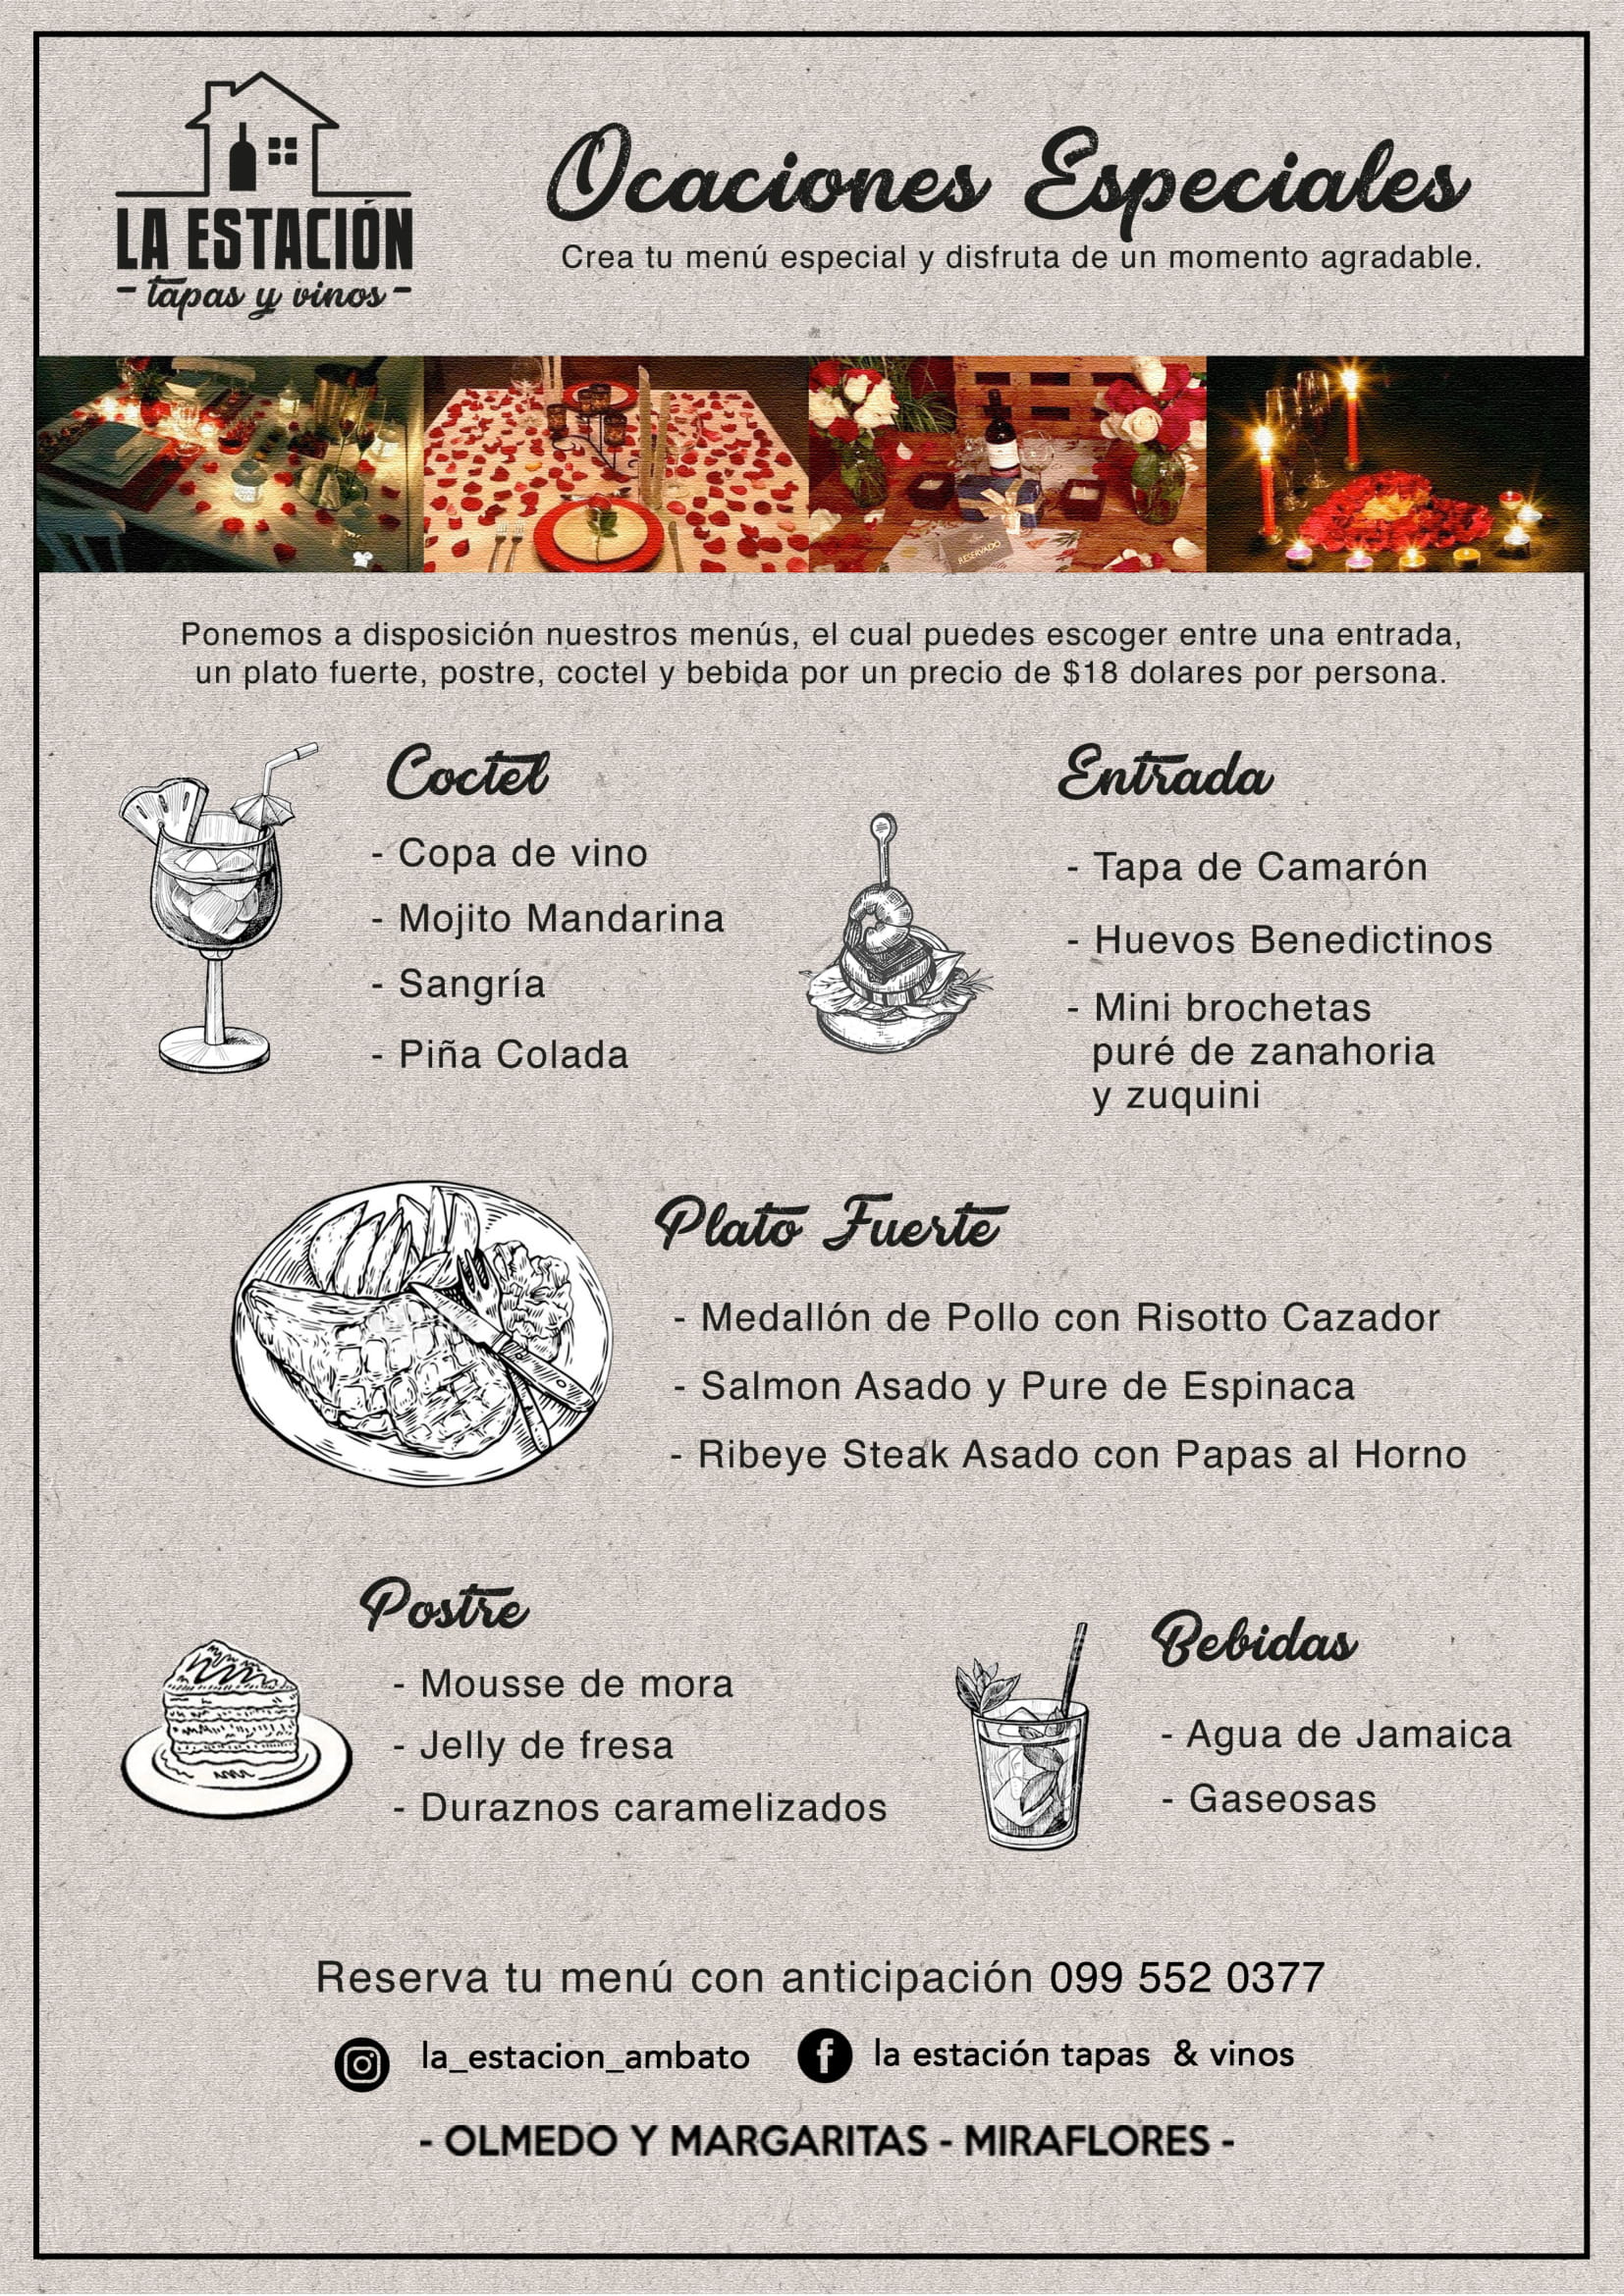 LA ESTACIÓN
- tapas y vinos -
Ocaciones Especiales
Crea tu menú especial y disfruta de un momento agradable.
RESERVADO
Ponemos a disposición nuestros menús, el cual puedes escoger entre una entrada,
un plato fuerte, postre, coctel y bebida por un precio de $18 dolares por persona.
Coctel
- Copa de vino
- Mojito Mandarina
- Sangría
- Piña Colada
Entrada
- Tapa de Camarón
- Huevos Benedictinos
- Mini brochetas
puré de zanahoria
y zuquini
Plato Fuerte
- Medallón de Pollo con Risotto Cazador
- Salmon Asado y Pure de Espinaca
- Ribeye Steak Asado con Papas al Horno
Postre
- Mousse de mora
- Jelly de fresa
- Duraznos caramelizados
Bebidas
- Agua de Jamaica
- Gaseosas
Reserva tu menú con anticipación 099 552 0377
la_estacion_ambato
la estación tapas & vinos
- OLMEDO Y MARGARITAS - MIRAFLORES -